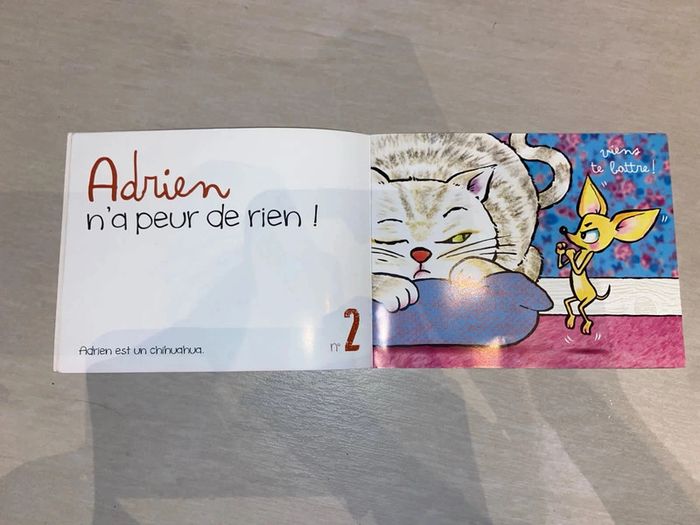 Adrien
n'a peur de rien !
Adrien est un chihuahua.
n° 2
viens
te battre !